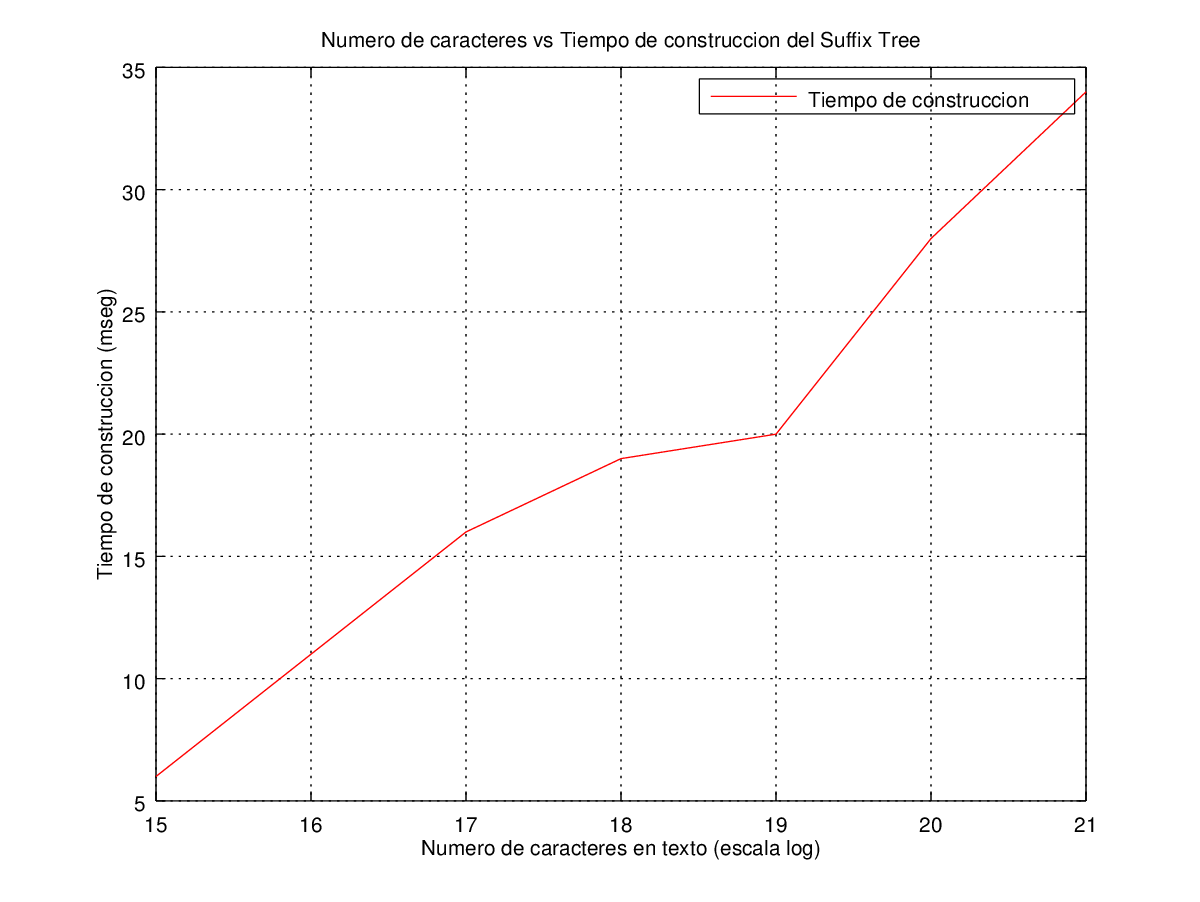 Numero de caracteres vs Tiempo de construccion del Suffix Tree
35
Tiempo de construccion
30
25
20
15
10
5
Tiempo de construccion (mseg)
15 16 17 18 19 20 21
Numero de caracteres en texto (escala log)